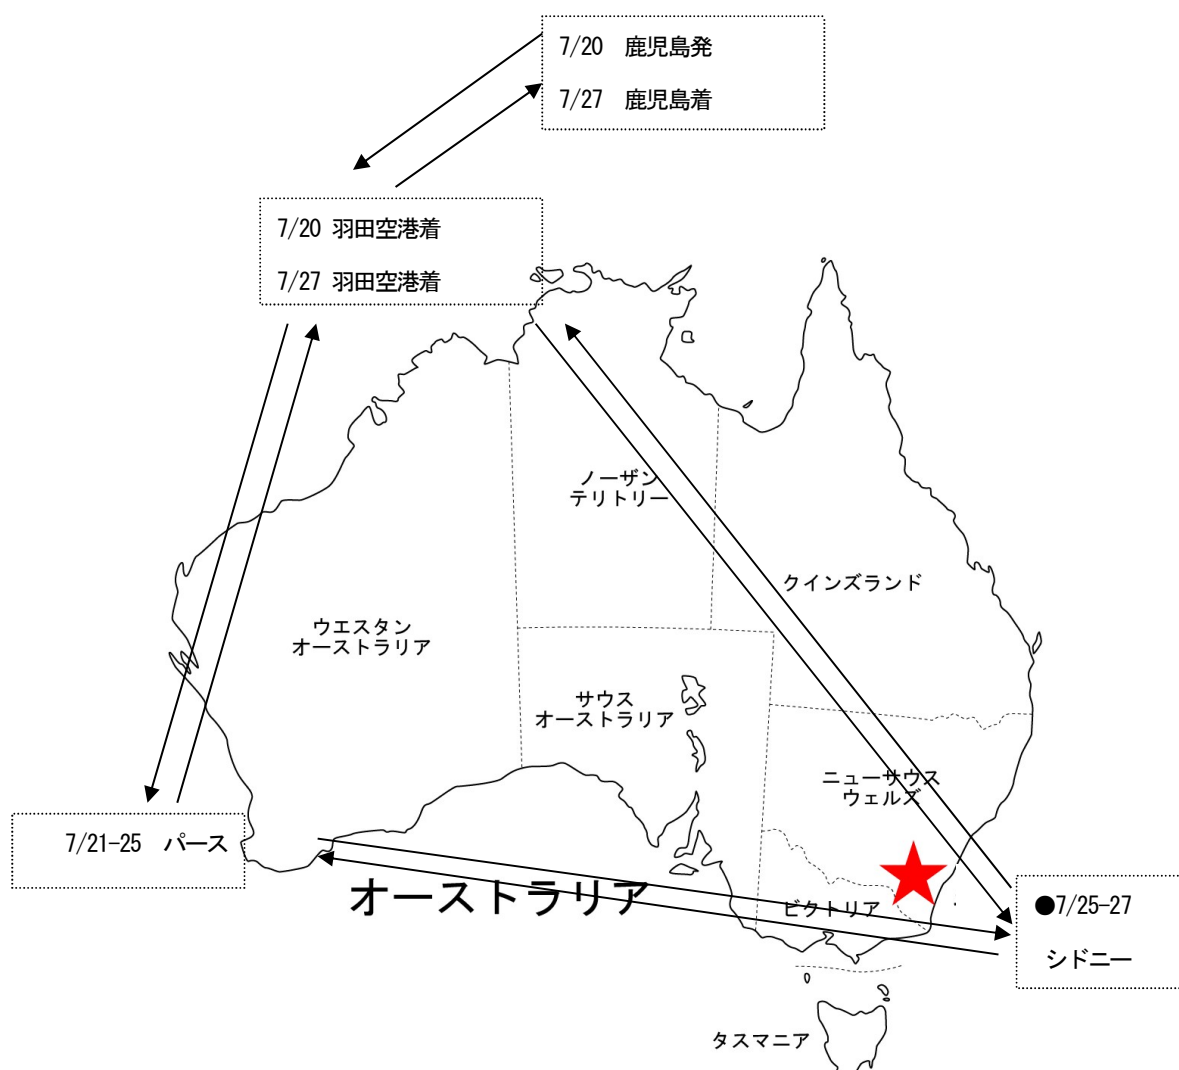 7/20 鹿児島発
7/27 鹿児島着
7/20 羽田空港着
7/27 羽田空港着
ノーザン
テリトリー
クインズランド
ウエスタン
オーストラリア
サウス
オーストラリア
ニューサウス
ウェルズ
7/21-25 パース
オーストラリア
ビクトリア
●7/25-27
シドニー
タスマニア